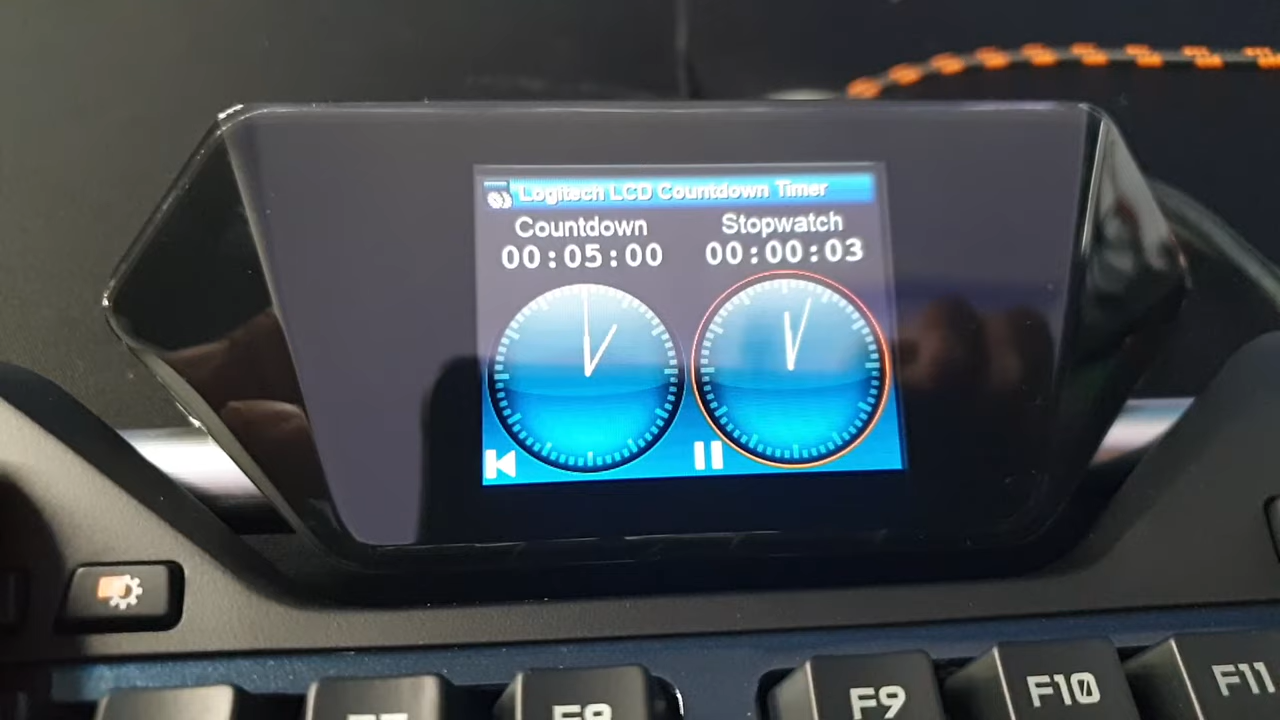 Logitech LCD Countdown Timer
Countdown
Stopwatch
00:05:00
00:00:03
F8
F9
F10
F11